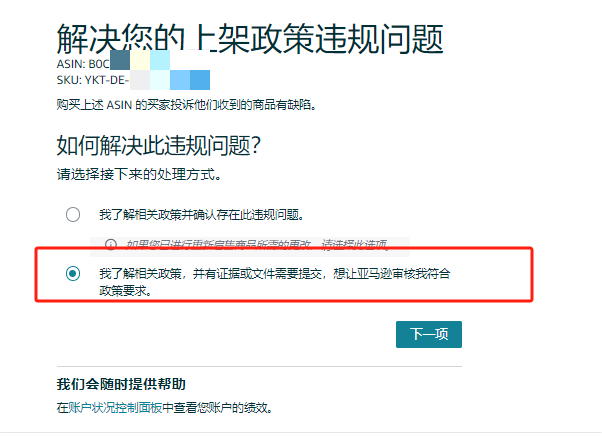 解决您的上架政策违规问题
ASIN: B0C
SKU: YKT-DE-
购买上述 ASIN 的买家投诉他们收到的商品有缺陷。
如何解决此违规问题？
请选择接下来的处理方式。
我了解相关政策并确认存在此违规问题。
如果您已进行重新启售商品所需的更改，请选择此选项。
我了解相关政策，并有证据或文件需要提交，想让亚马逊审核我符合
政策要求。
下一项
我们会随时提供帮助
在账户状况控制面板中查看您账户的绩效。